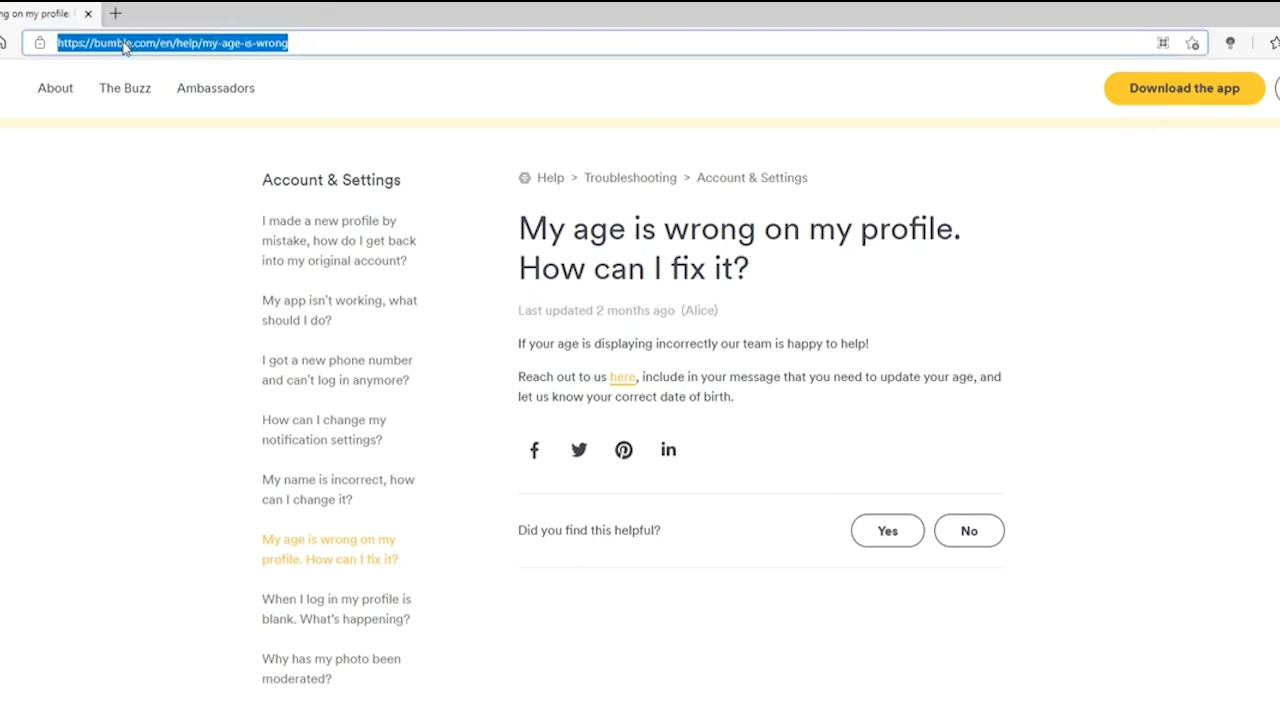 ng on my profile.
https://bumble.com/en/help/my-age-is-wrong
About
The Buzz
Ambassadors
Download the app
Account & Settings
I made a new profile by
mistake, how do I get back
into my original account?
My app isn't working, what
should I do?
I got a new phone number
and can't log in anymore?
How can I change my
notification settings?
My name is incorrect, how
can I change it?
My age is wrong on my
profile. How can I fix it?
When I log in my profile is
blank. What's happening?
Why has my photo been
moderated?
Help > Troubleshooting > Account & Settings
My age is wrong on my profile.
How can I fix it?
Last updated 2 months ago (Alice)
If your age is displaying incorrectly our team is happy to help!
Reach out to us here, include in your message that you need to update your age, and
let us know your correct date of birth.
Did you find this helpful?
Yes
No